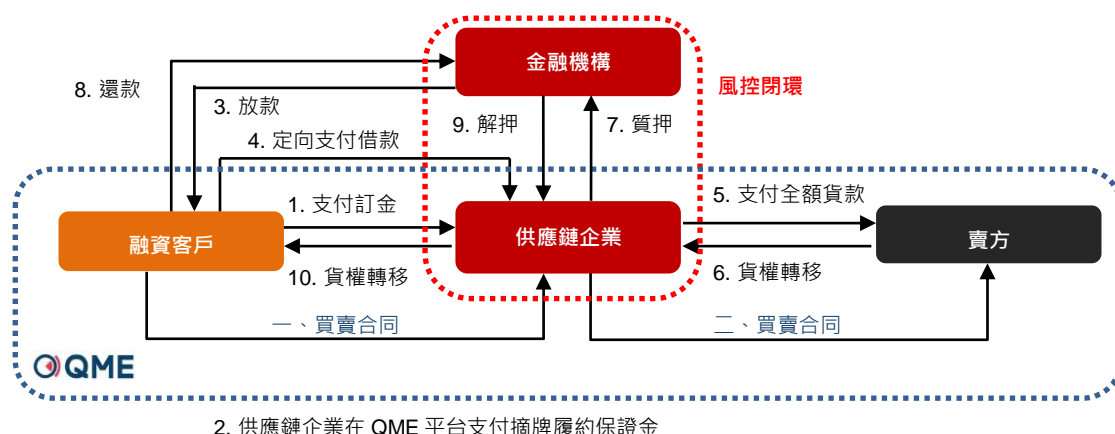 金融機構
8. 還款
風控閉環
3. 放款
9. 解押
7. 質押
4. 定向支付借款
1. 支付訂金
5. 支付全額貨款
融資客戶
供應鏈企業
賣方
10. 貨權轉移
6. 貨權轉移
一、買賣合同
二、買賣合同
QME
2. 供應鏈企業在 QME 平台支付摘牌履約保證金